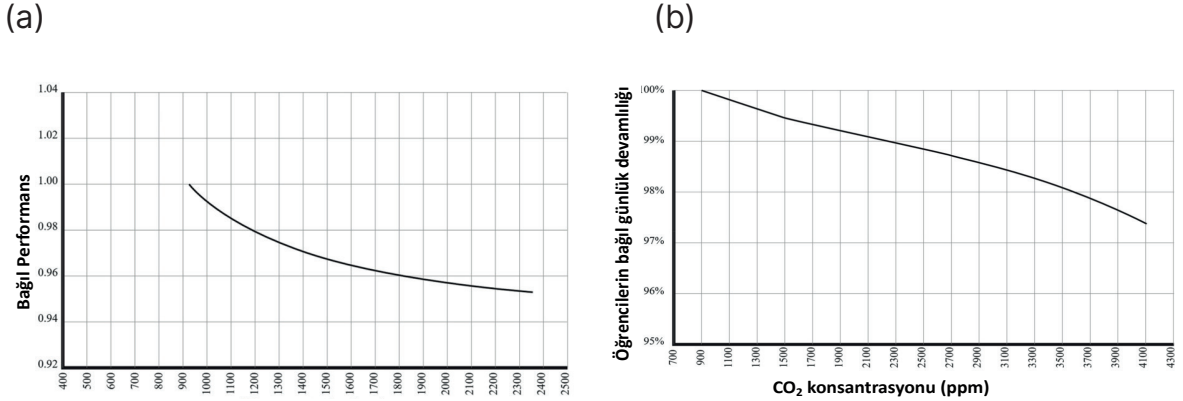 (a)
(b)
1.04
1.02
1.00
0.98
0.96
0.94
0.92
Bağıl Performans
400 500 600 700 800 900 1000 1100 1200 1300 1400 1500 1600 1700 1800 1900 2000 2100 2200 2300 2400 2500
Öğrencilerin bağıl günlük devamlılığı
100%
99%
98%
97%
96%
95%
700 900 1100 1300 1500 1700 1900 2100 2300 2500 2700 2900 3100 3300 3500 3700 3900 4100 4300
CO₂ konsantrasyonu (ppm)